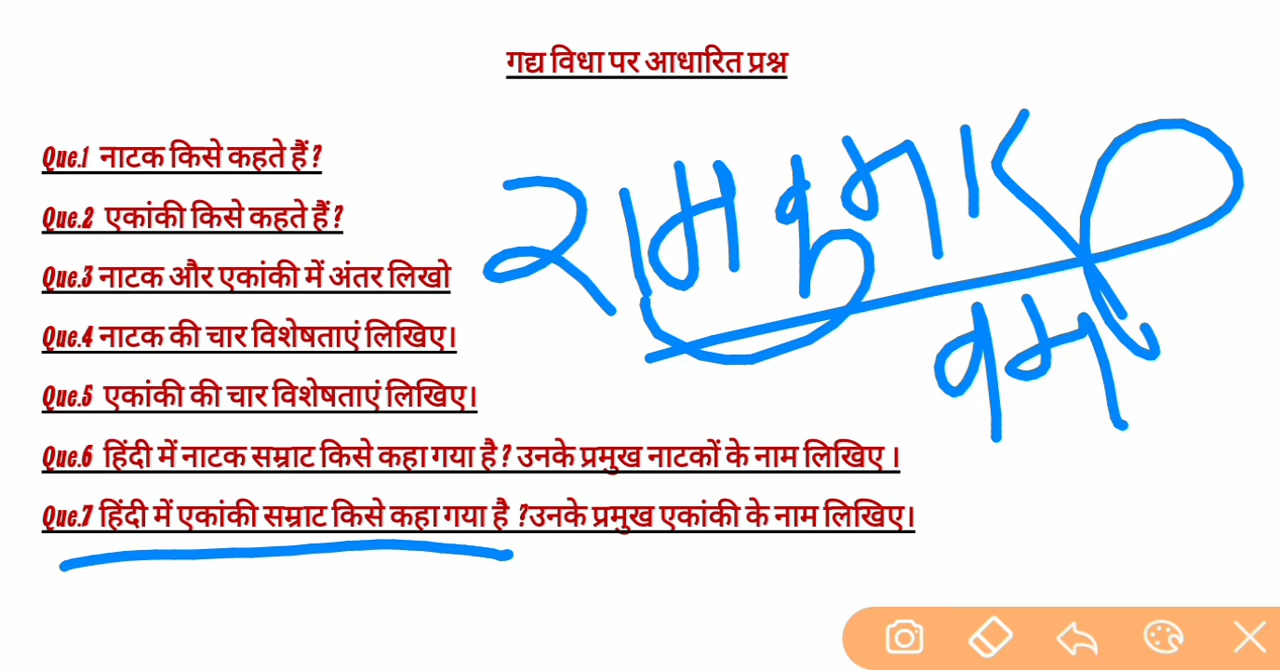 गद्य विधा पर आधारित प्रश्न
Que.1 नाटक किसे कहते हैं?
Que.2 एकांकी किसे कहते हैं?
Que.3 नाटक और एकांकी में अंतर लिखो
Que.4 नाटक की चार विशेषताएं लिखिए।
Que.5 एकांकी की चार विशेषताएं लिखिए।
Que.6 हिंदी में नाटक सम्राट किसे कहा गया है? उनके प्रमुख नाटकों के नाम लिखिए ।
Que.7 हिंदी में एकांकी सम्राट किसे कहा गया है ?उनके प्रमुख एकांकी के नाम लिखिए।
रामकुमार
वर्मा